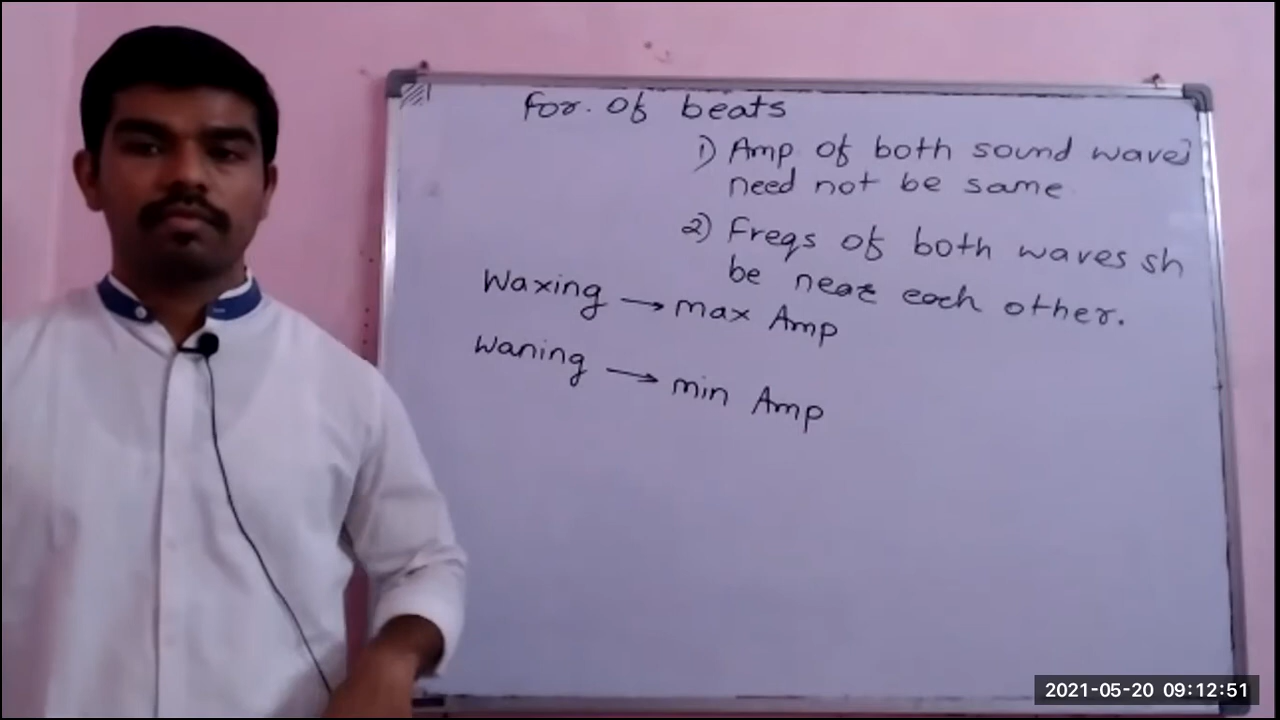 For. Of beats
1) Amp of both sound waves
need not be same
2) Freqs of both waves sh
be near each other.
Waxing → max Amp
Waning → min Amp
2021-05-20 09:12:51